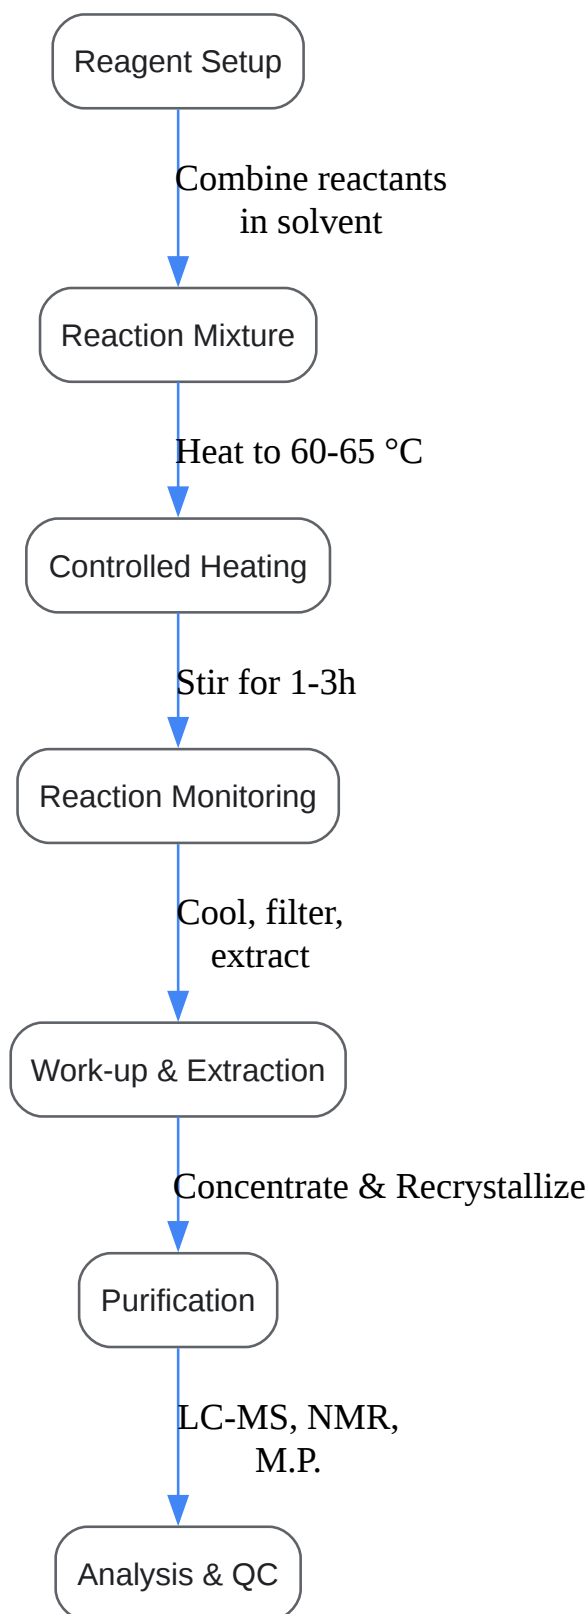 Reagent Setup
Combine reactants
in solvent
Reaction Mixture
Heat to 60-65 °C
Controlled Heating
Stir for 1-3h
Reaction Monitoring
Cool, filter,
extract
Work-up & Extraction
Concentrate & Recrystallize
Purification
LC-MS, NMR,
M.P.
Analysis & QC